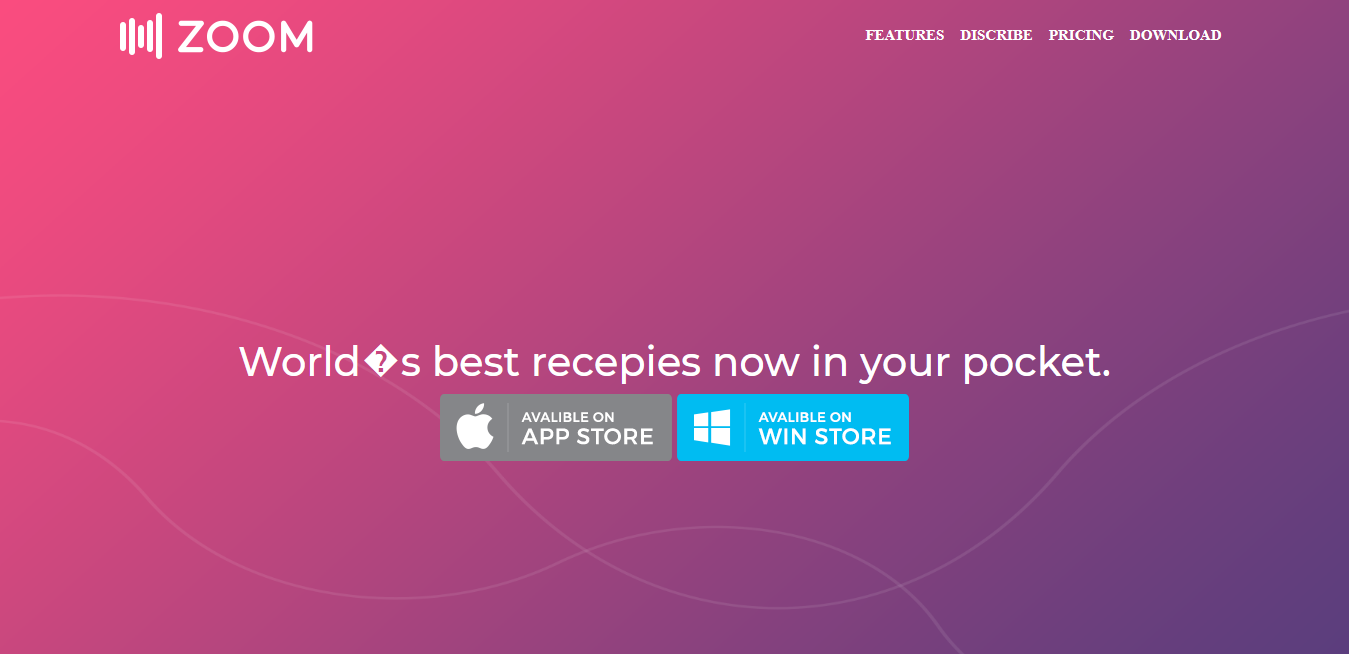 ZOOM
FEATURES DISCRIBE PRICING DOWNLOAD
World�s best recepies now in your pocket.
AVALIBLE ON
APP STORE
AVALIBLE ON
WIN STORE